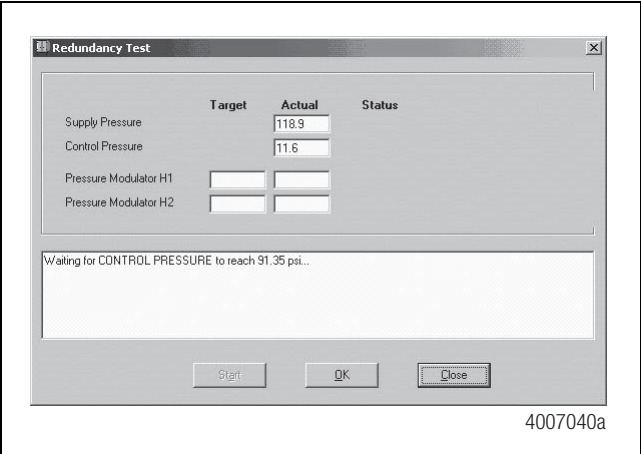 Redundancy Test
Target Actual Status
Supply Pressure 118.9
Control Pressure 11.6
Pressure Modulator H1
Pressure Modulator H2
Waiting for CONTROL PRESSURE to reach 91.35 psi...
Start OK Close
4007040a